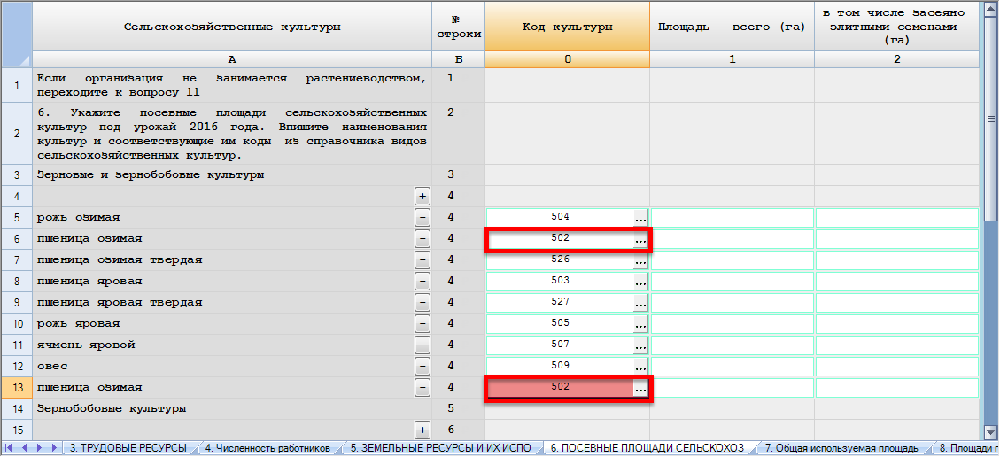 Сельскохозяйственные культуры
№ строки
Код культуры
Площадь - всего (га)
в том числе засеяно
элитными семенами
(га)
А Б 0 1 2
1 Если организация не занимается растениеводством, 1
переходите к вопросу 11
6. Укажите посевные площади сельскохозяйственных 2
культур под урожай 2016 года. Впишите наименования
2 культур и соответствующие им коды из справочника видов
сельскохозяйственных культур.
3 Зерновые и зернобобовые культуры 3
4 + 4
5 рожь озимая - 4 504 ...
6 пшеница озимая - 4 502 ...
7 пшеница озимая твердая - 4 526 ...
8 пшеница яровая - 4 503 ...
9 пшеница яровая твердая - 4 527 ...
10 рожь яровая - 4 505 ...
11 ячмень яровой - 4 507 ...
12 овес - 4 509 ...
13 пшеница озимая - 4 502 ...
14 Зернобобовые культуры 5
15 + 6
3. ТРУДОВЫЕ РЕСУРСЫ 4. Численность работников 5. ЗЕМЕЛЬНЫЕ РЕСУРСЫ И ИХ ИСПО 6. ПОСЕВНЫЕ ПЛОЩАДИ СЕЛЬСКОХОЗ 7. Общая используемая площадь 8. Площади г